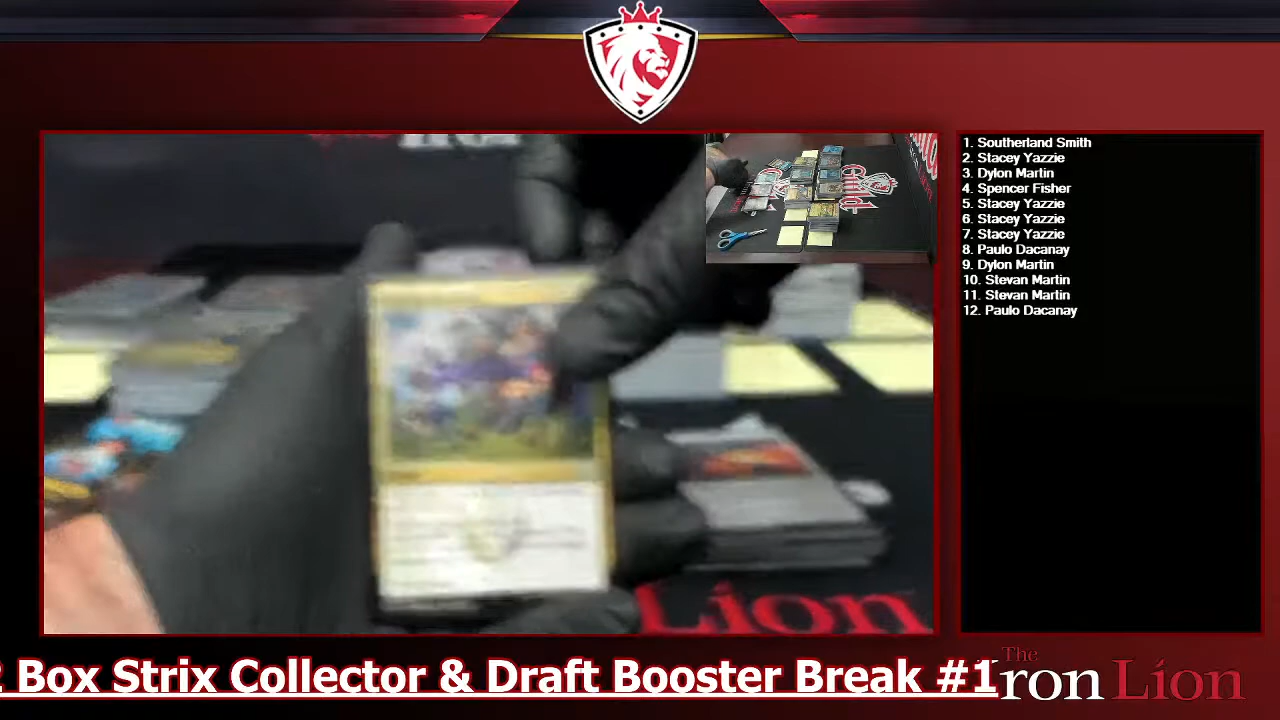 1. Southerland Smith
2. Stacey Yazzie
3. Dylon Martin
4. Spencer Fisher
5. Stacey Yazzie
6. Stacey Yazzie
7. Stacey Yazzie
8. Paulo Dacanay
9. Dylon Martin
10. Stevan Martin
11. Stevan Martin
12. Paulo Dacanay
Guild
Lion
Box Strix Collector & Draft Booster Break #1
The
Iron Lion